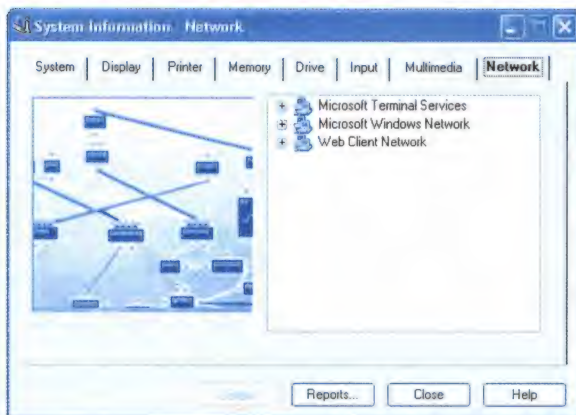 System Information Network
System Display Printer Memory Drive Input Multimedia Network
Microsoft Terminal Services
Microsoft Windows Network
Web Client Network
Reports... Close Help